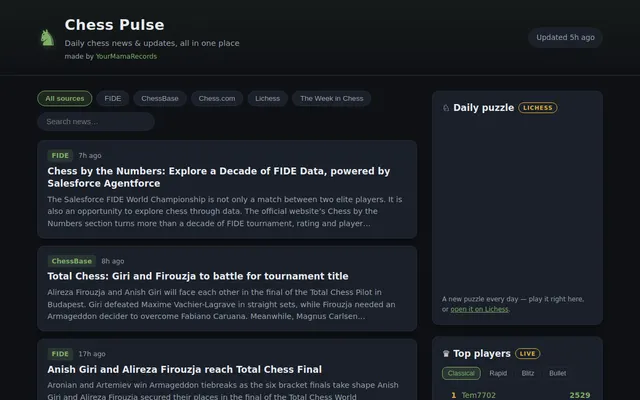 Chess Pulse
Daily chess news & updates, all in one place
made by YourMamaRecords
Updated 5h ago
All sources
FIDE
ChessBase
Chess.com
Lichess
The Week in Chess
Search news...
FIDE 7h ago
Chess by the Numbers: Explore a Decade of FIDE Data, powered by
Salesforce Agentforce
The Salesforce FIDE World Championship is not only a match between two elite players. It is
also an opportunity to explore chess through data. The official website's Chess by the
Numbers section turns more than a decade of FIDE tournament, rating and player...
ChessBase 8h ago
Total Chess: Giri and Firouzja to battle for tournament title
Alireza Firouzja and Anish Giri will face each other in the final of the Total Chess Pilot in
Budapest. Giri defeated Maxime Vachier-Lagrave in straight sets, while Firouzja needed an
Armageddon decider to overcome Fabiano Caruana. Meanwhile, Magnus Carlsen...
FIDE 17h ago
Anish Giri and Alireza Firouzja reach Total Chess Final
Aronian and Artemiev win Armageddon tiebreaks as the six bracket finals take shape Anish
Giri and Alireza Firouzja secured their places in the final of the Total Chess World
Daily puzzle LICHESS
A new puzzle every day — play it right here,
or open it on Lichess.
Top players LIVE
Classical
Rapid
Blitz
Bullet
1 Tem7702 2529